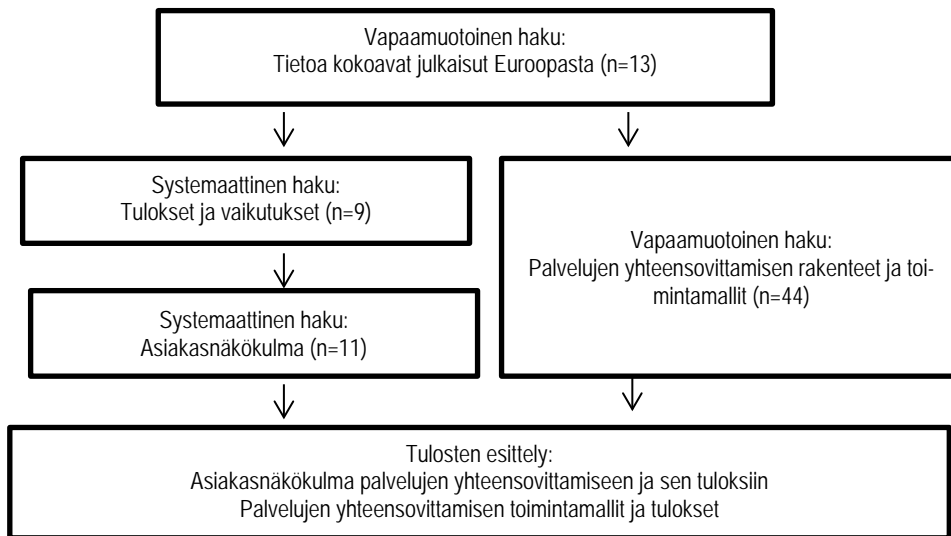 Vapaamuotoinen haku:
Tietoa kokoavat julkaisut Euroopasta (n=13)
Systemaattinen haku:
Tulokset ja vaikutukset (n=9)
Systemaattinen haku:
Asiakasnäkökulma (n=11)
Vapaamuotoinen haku:
Palvelujen yhteensovittamisen rakenteet ja toi-
mintamallit (n=44)
Tulosten esittely:
Asiakasnäkökulma palvelujen yhteensovittamiseen ja sen tuloksiin
Palvelujen yhteensovittamisen toimintamallit ja tulokset